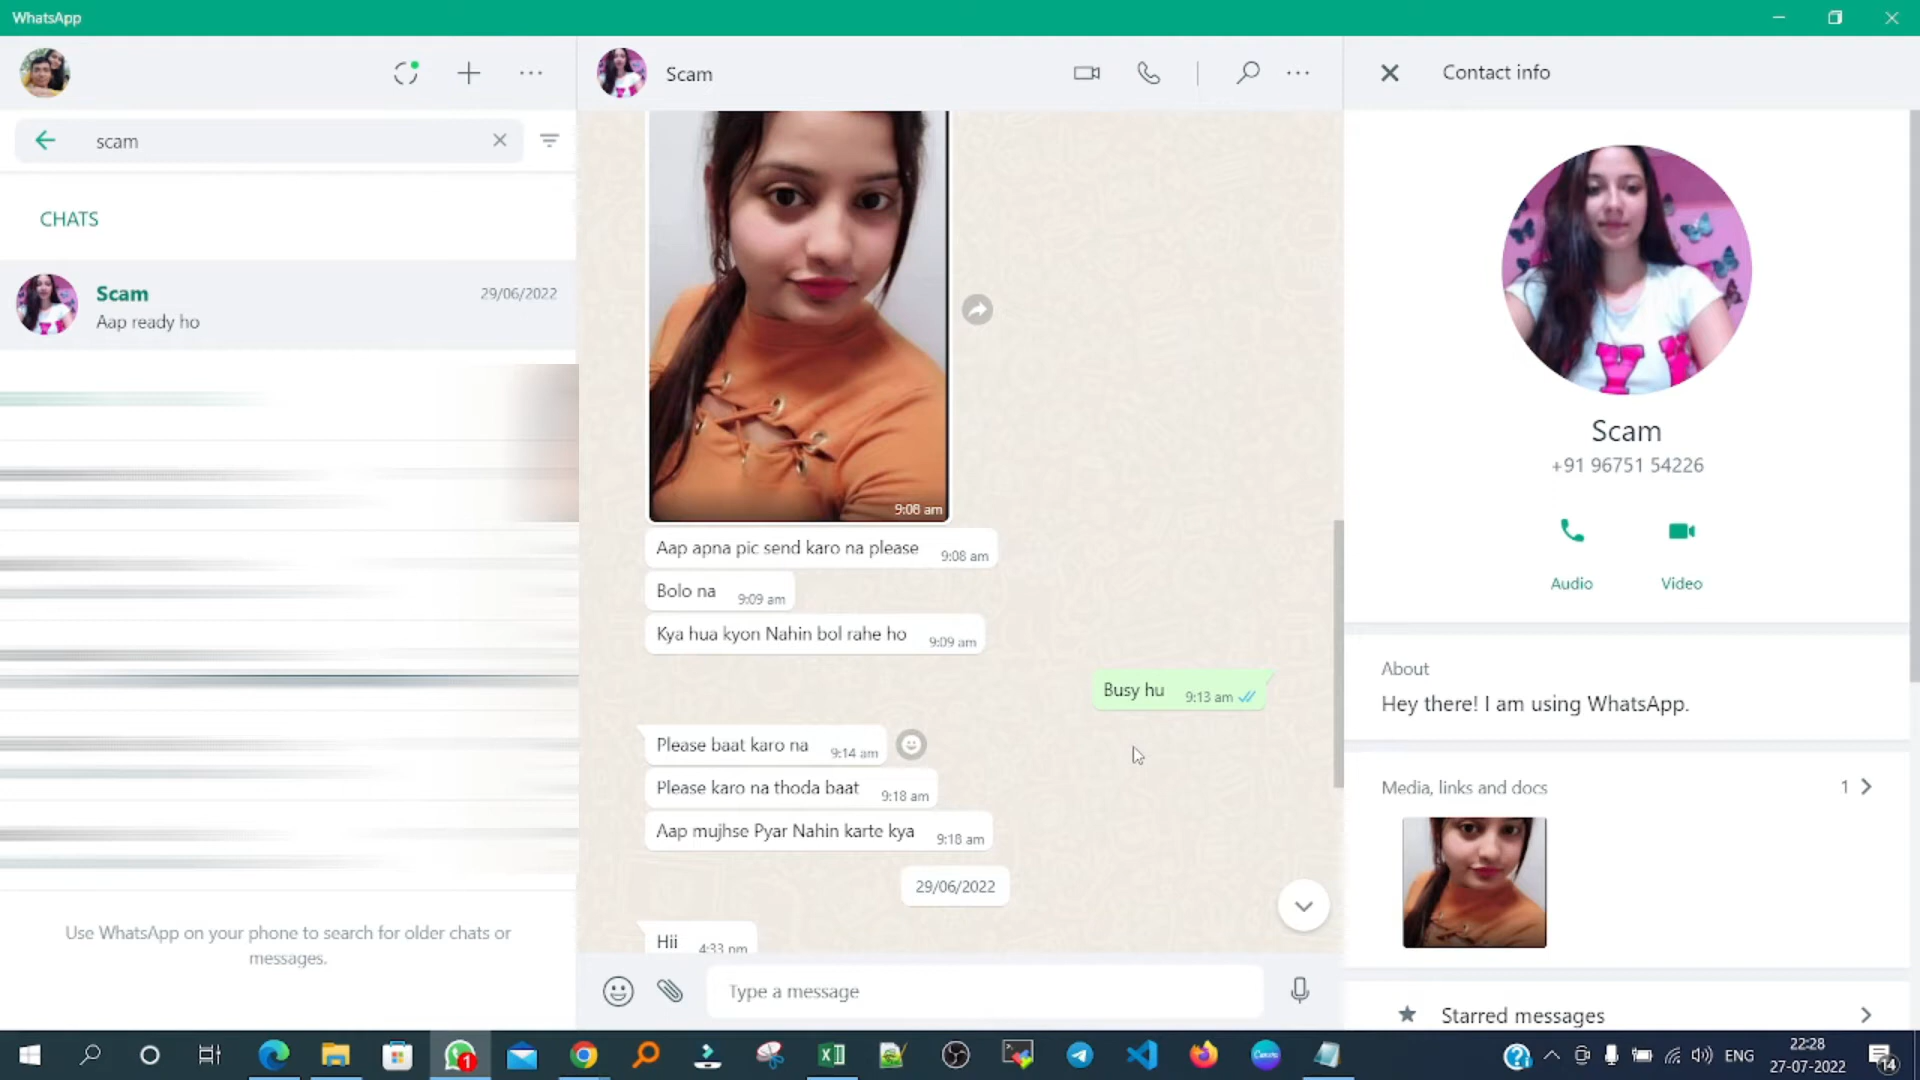 WhatsApp
Scam
Contact info
scam
CHATS
Scam
29/06/2022
Aap ready ho
Use WhatsApp on your phone to search for older chats or
messages.
9:08 am
Aap apna pic send karo na please 9:08 am
Bolo na 9:09 am
Kya hua kyon Nahin bol rahe ho 9:09 am
Busy hu 9:13 am
Please baat karo na 9:14 am
Please karo na thoda baat 9:18 am
Aap mujhse Pyar Nahin karte kya 9:18 am
29/06/2022
Hii 4:33 pm
Type a message
Scam
+91 96751 54226
Audio
Video
About
Hey there! I am using WhatsApp.
Media, links and docs
1
Starred messages
1
Canva
ENG
22:28
27-07-2022
14